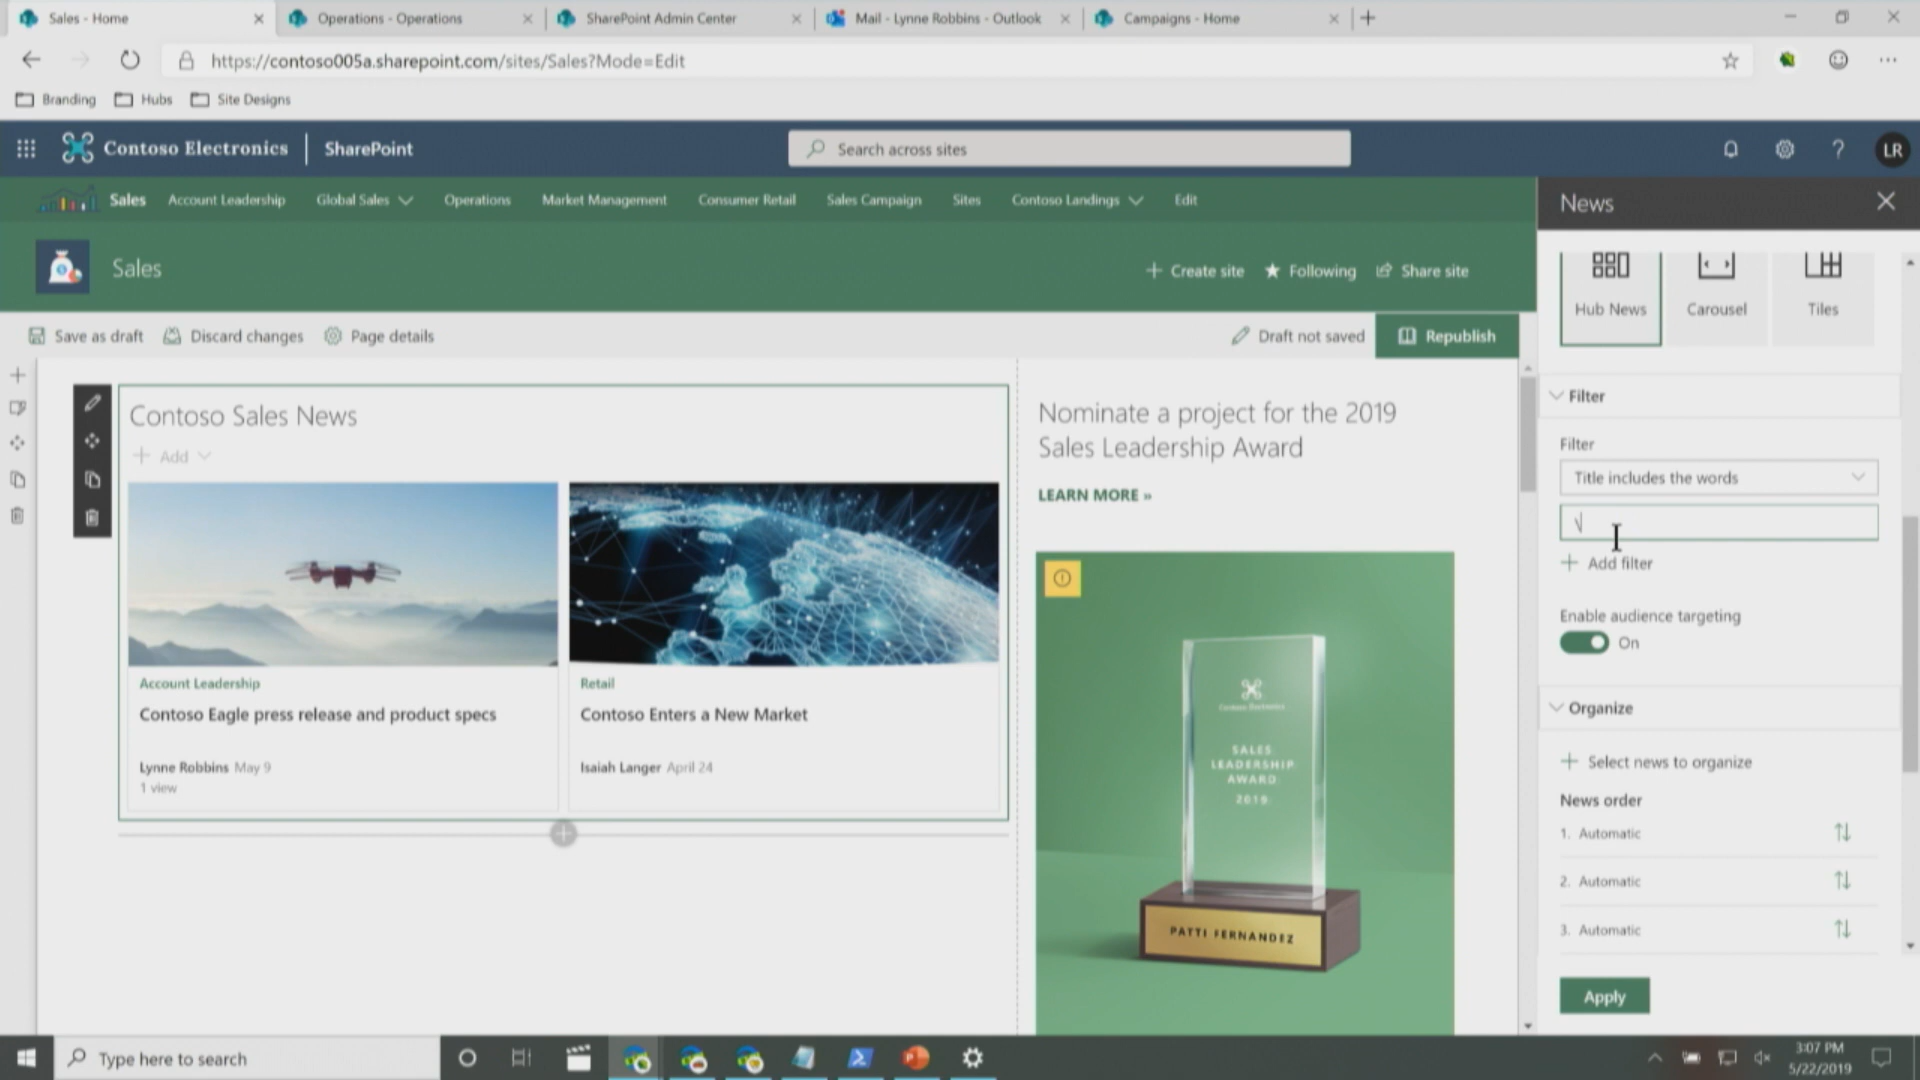 Sales - Home
Operations - Operations
SharePoint Admin Center
Mail - Lynne Robbins - Outlook
Campaigns - Home
https://contoso005a.sharepoint.com/sites/Sales?Mode=Edit
Branding
Hubs
Site Designs
Contoso Electronics
SharePoint
Search across sites
LR
Sales
Account Leadership
Global Sales
Operations
Market Management
Consumer Retail
Sales Campaign
Sites
Contoso Landings
Edit
News
Sales
Create site
Following
Share site
Hub News
Carousel
Tiles
Save as draft
Discard changes
Page details
Draft not saved
Republish
Contoso Sales News
Add
Account Leadership
Contoso Eagle press release and product specs
Lynne Robbins May 9
1 view
Retail
Contoso Enters a New Market
Isaiah Langer April 24
Nominate a project for the 2019
Sales Leadership Award
LEARN MORE »
Contoso Electronics
SALES
LEADERSHIP
AWARD
2019
PATTI FERNANDEZ
Filter
Filter
Title includes the words
Add filter
Enable audience targeting
On
Organize
Select news to organize
News order
1. Automatic
2. Automatic
3. Automatic
Apply
Type here to search
3:07 PM
5/22/2019